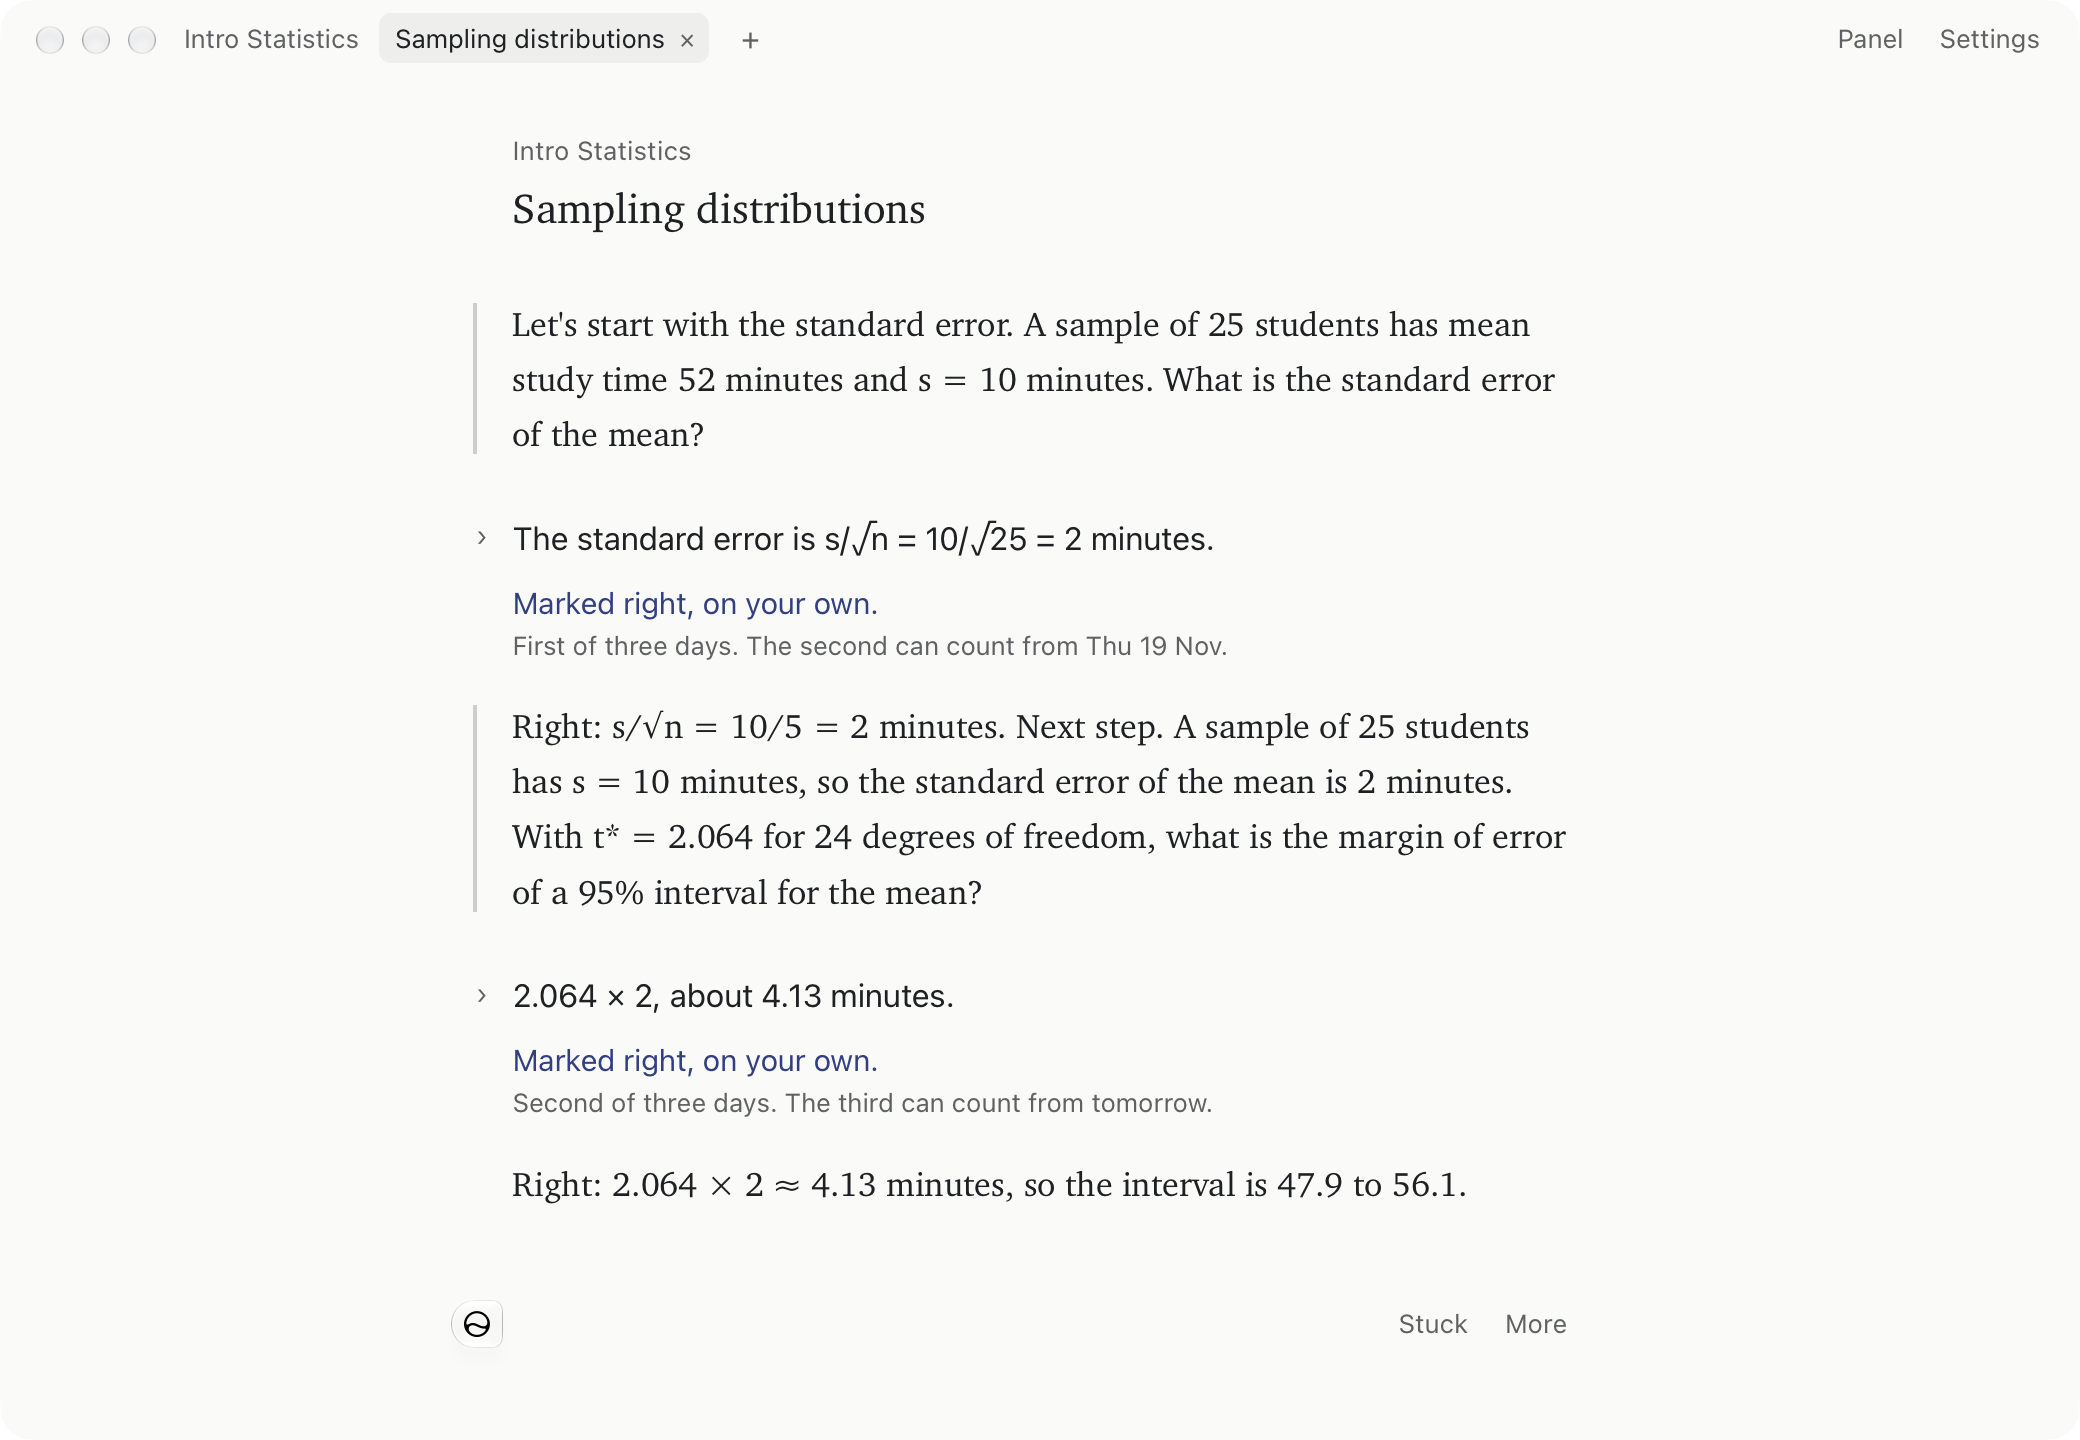 Intro Statistics
Sampling distributions ×
+
Panel
Settings
Intro Statistics
Sampling distributions
Let's start with the standard error. A sample of 25 students has mean
study time 52 minutes and s = 10 minutes. What is the standard error
of the mean?
› The standard error is s/√n = 10/√25 = 2 minutes.
Marked right, on your own.
First of three days. The second can count from Thu 19 Nov.
Right: s/√n = 10/5 = 2 minutes. Next step. A sample of 25 students
has s = 10 minutes, so the standard error of the mean is 2 minutes.
With t* = 2.064 for 24 degrees of freedom, what is the margin of error
of a 95% interval for the mean?
› 2.064 × 2, about 4.13 minutes.
Marked right, on your own.
Second of three days. The third can count from tomorrow.
Right: 2.064 × 2 ≈ 4.13 minutes, so the interval is 47.9 to 56.1.
Stuck
More